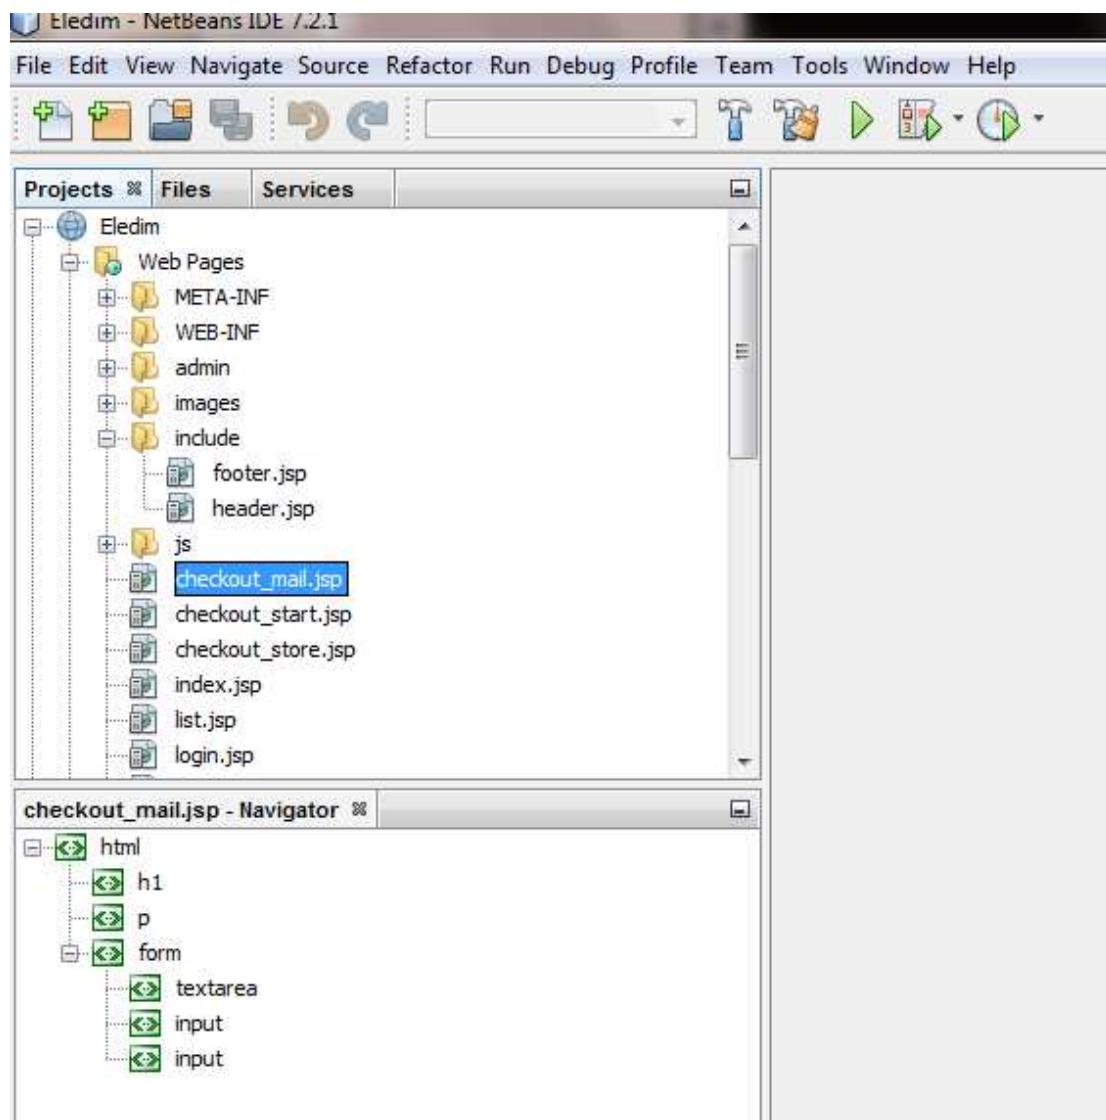 Eledim - NetBeans IDE 7.2.1
File Edit View Navigate Source Refactor Run Debug Profile Team Tools Window Help
Projects Files Services
Eledim
Web Pages
META-INF
WEB-INF
admin
images
include
footer.jsp
header.jsp
js
checkout_mail.jsp
checkout_start.jsp
checkout_store.jsp
index.jsp
list.jsp
login.jsp
checkout_mail.jsp - Navigator
html
h1
p
form
textarea
input
input